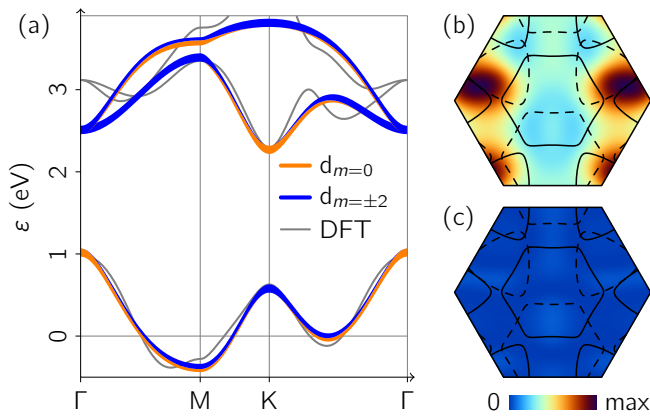 (a)
ε (eV)
3
2
1
0
d_{m=0}
d_{m=±2}
DFT
Γ M K Γ
(b)
(c)
0 max